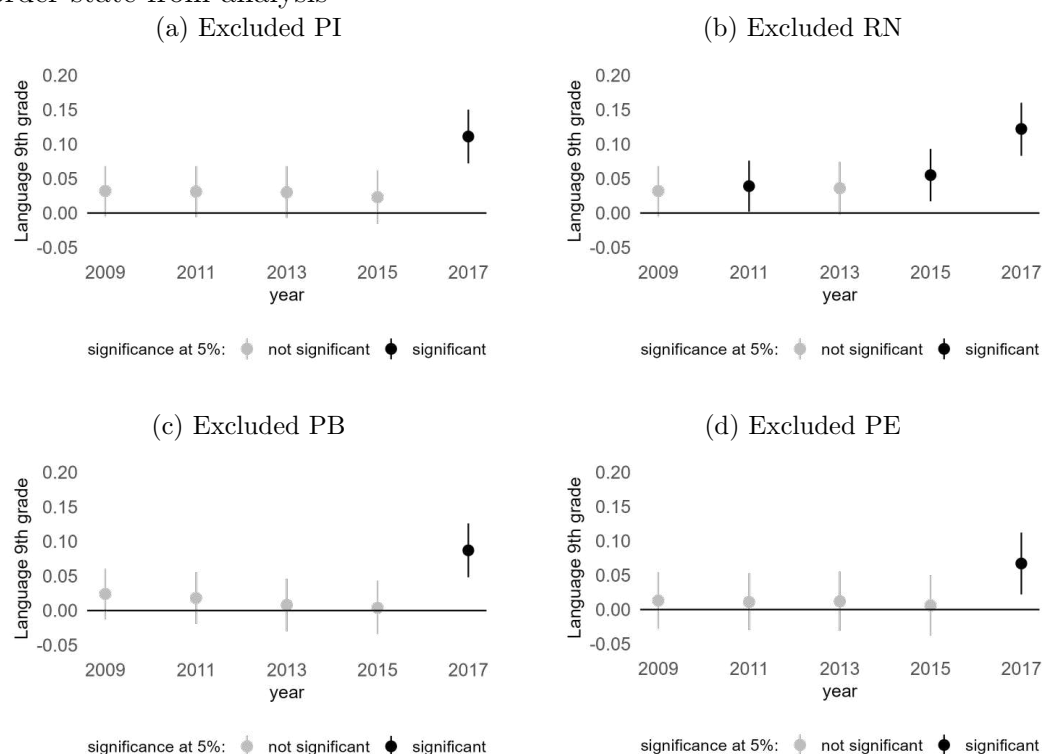 state from analysis
(a) Excluded PI
Language 9th grade
0.20
0.15
0.10
0.05
0.00
-0.05
2009 2011 2013 2015 2017
year
significance at 5%: not significant significant
(b) Excluded RN
Language 9th grade
0.20
0.15
0.10
0.05
0.00
-0.05
2009 2011 2013 2015 2017
year
significance at 5%: not significant significant
(c) Excluded PB
Language 9th grade
0.20
0.15
0.10
0.05
0.00
-0.05
2009 2011 2013 2015 2017
year
significance at 5%: not significant significant
(d) Excluded PE
Language 9th grade
0.20
0.15
0.10
0.05
0.00
-0.05
2009 2011 2013 2015 2017
year
significance at 5%: not significant significant